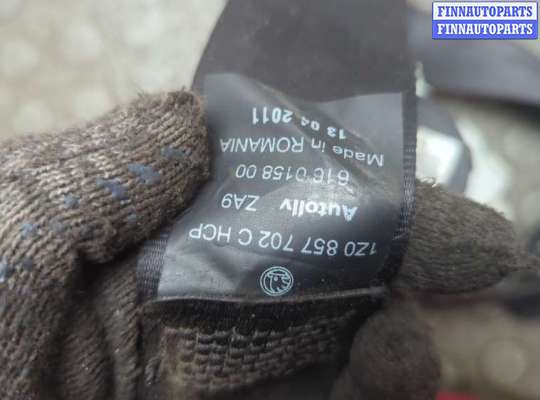 FINNAUTOPARTS
FINNAUTOPARTS
1Z0 857 702 C HCP
Autoliv ZA9
616 0158 00
Made in ROMANIA
13 04 2011